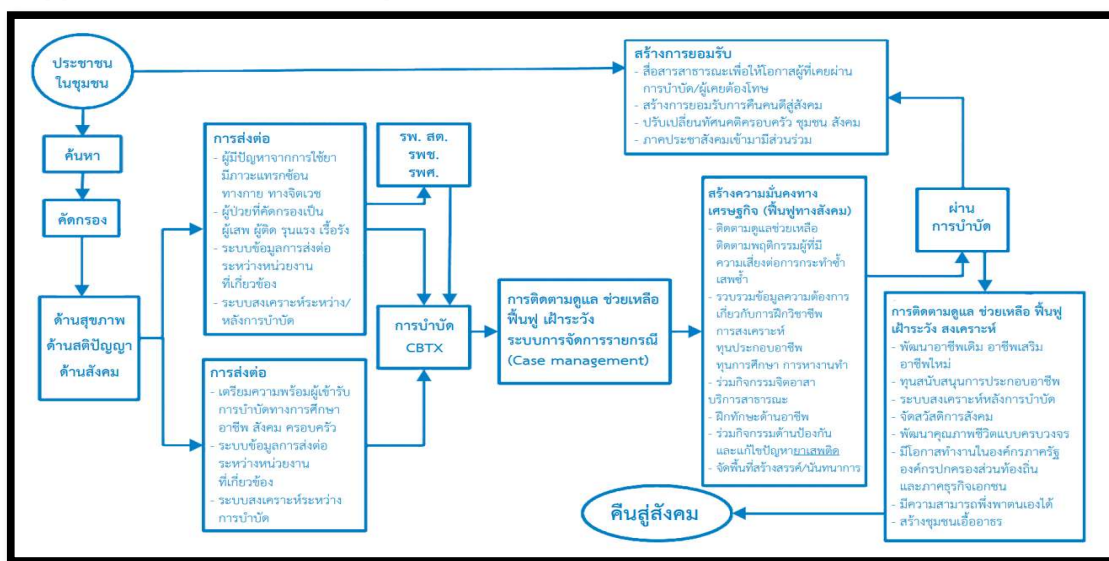 ประชาชน
ในชุมชน
ค้นหา
คัดกรอง
ด้านสุขภาพ
ด้านสติปัญญา
ด้านสังคม
การส่งต่อ
- ผู้มีปัญหาจากการใช้ยา
มีภาวะแทรกซ้อน
ทางกาย ทางจิตเวช
- ผู้ป่วยที่คัดกรองเป็น
ผู้เสพ ผู้ติด รุนแรง เรื้อรัง
- ระบบข้อมูลการส่งต่อ
ระหว่างหน่วยงาน
ที่เกี่ยวข้อง
- ระบบสงเคราะห์ระหว่าง/
หลังการบำบัด
การส่งต่อ
- เตรียมความพร้อมผู้เข้ารับ
การบำบัดทางการศึกษา
อาชีพ สังคม ครอบครัว
- ระบบข้อมูลการส่งต่อ
ระหว่างหน่วยงาน
ที่เกี่ยวข้อง
- ระบบสงเคราะห์ระหว่าง
การบำบัด
รพ. สต.
รพช.
รพศ.
การบำบัด
CBTX
การติดตามดูแล ช่วยเหลือ
ฟื้นฟู เฝ้าระวัง
ระบบการจัดการรายกรณี
(Case management)
สร้างความมั่นคงทาง
เศรษฐกิจ (ฟื้นฟูทางสังคม)
- ติดตามดูแลช่วยเหลือ
ติดตามพฤติกรรมผู้ที่มี
ความเสี่ยงต่อการกระทำซ้ำ
เสพซ้ำ
- รวบรวมข้อมูลความต้องการ
เกี่ยวกับการฝึกวิชาชีพ
การสงเคราะห์
ทุนประกอบอาชีพ
ทุนการศึกษา การหางานทำ
- ร่วมกิจกรรมจิตอาสา
บริการสาธารณะ
- ฝึกทักษะด้านอาชีพ
- ร่วมกิจกรรมด้านป้องกัน
และแก้ไขปัญหายาเสพติด
- จัดพื้นที่สร้างสรรค์/นันทนาการ
สร้างการยอมรับ
- สื่อสารสาธารณะเพื่อให้โอกาสผู้ที่เคยผ่าน
การบำบัด/ผู้เคยต้องโทษ
- สร้างการยอมรับการคืนคนดีสู่สังคม
- ปรับเปลี่ยนทัศนคติครอบครัว ชุมชน สังคม
- ภาคประชาสังคมเข้ามามีส่วนร่วม
ผ่าน
การบำบัด
การติดตามดูแล ช่วยเหลือ ฟื้นฟู
เฝ้าระวัง สงเคราะห์
- พัฒนาอาชีพเดิม อาชีพเสริม
อาชีพใหม่
- ทุนสนับสนุนการประกอบอาชีพ
- ระบบสงเคราะห์หลังการบำบัด
- จัดสวัสดิการสังคม
- พัฒนาคุณภาพชีวิตแบบครบวงจร
- มีโอกาสทำงานในองค์กรภาครัฐ
องค์กรปกครองส่วนท้องถิ่น
และภาคธุรกิจเอกชน
- มีความสามารถพึ่งพาตนเองได้
- สร้างชุมชนเอื้ออาธร
คืนสู่สังคม